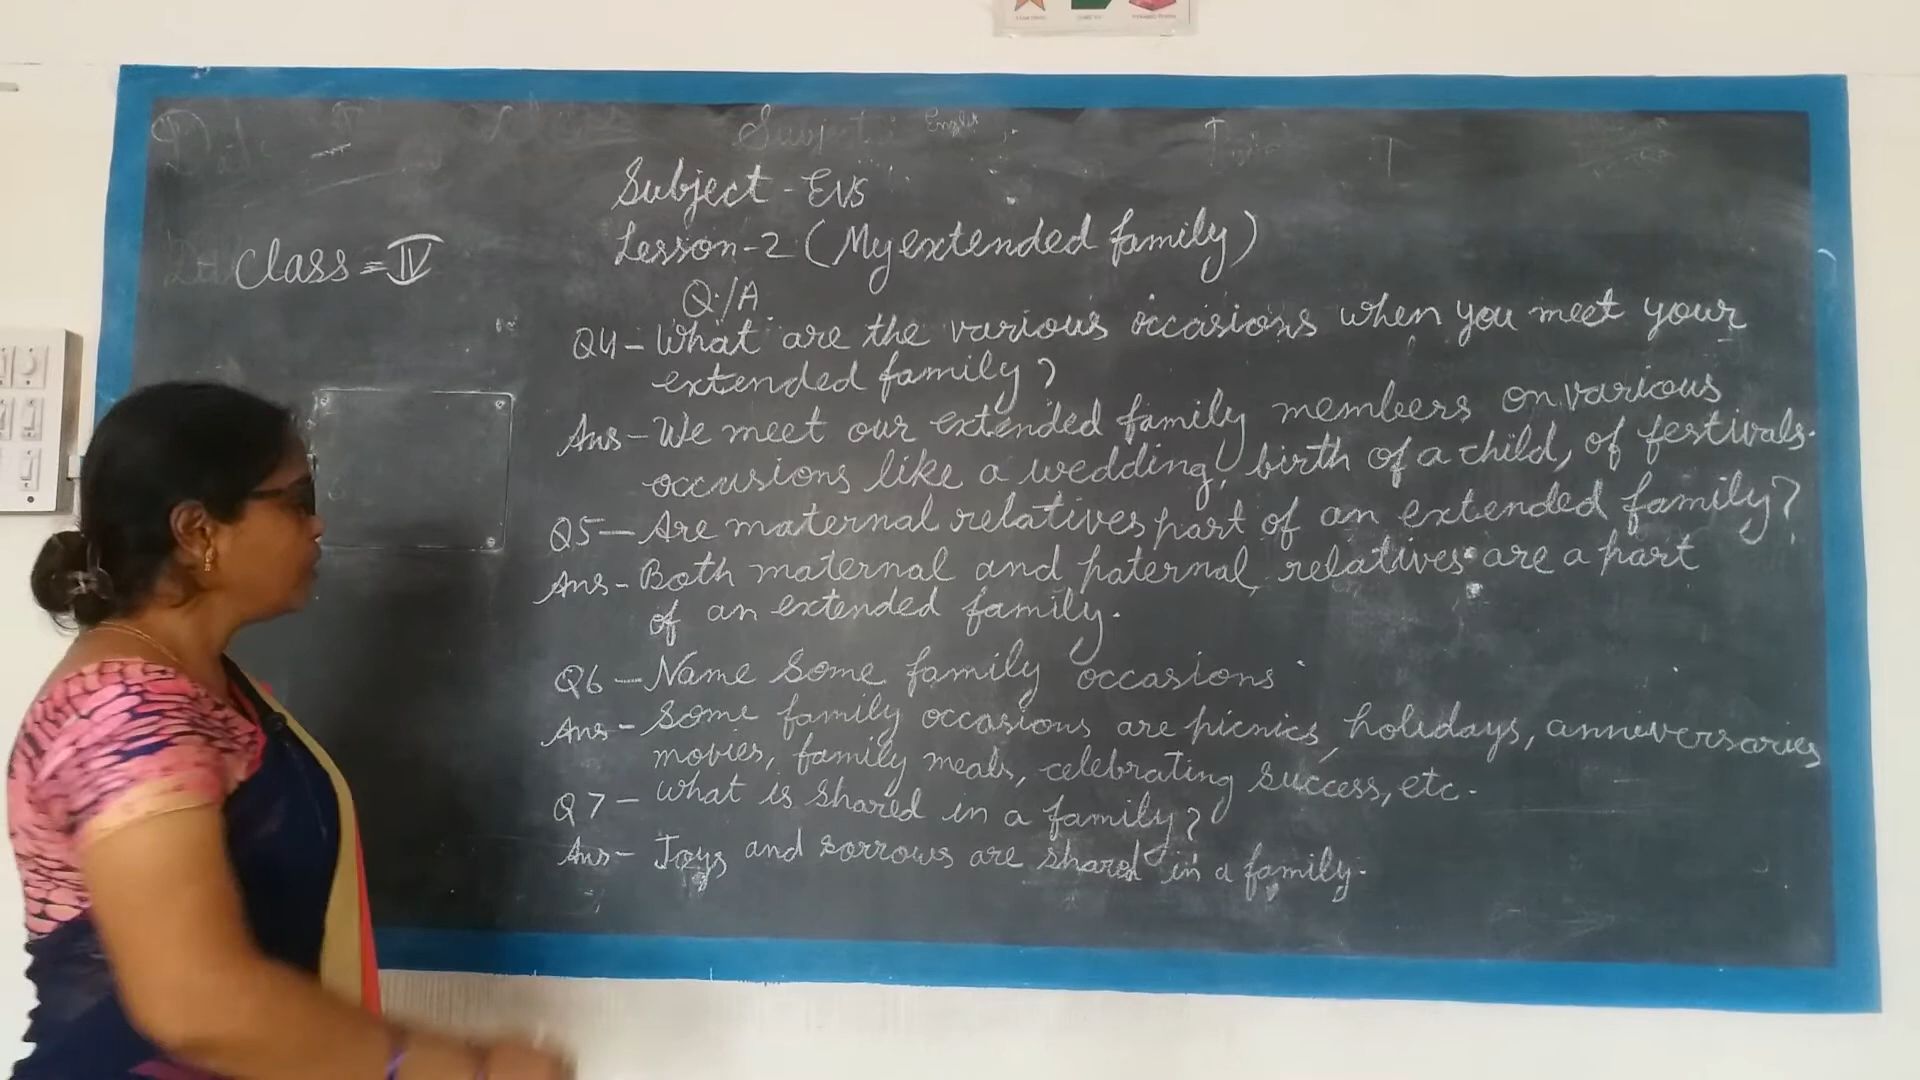 Subject - EVS
Class = IV
Lesson-2 (My extended family)
Q./A
Q4 - What are the various occasions when you meet your
extended family?
Ans - We meet our extended family members on various
occasions like a wedding, birth of a child, of festivals.
Q5 - Are maternal relatives part of an extended family?
Ans - Both maternal and paternal relatives are a part
of an extended family.
Q6 - Name some family occasions
Ans - Some family occasions are picnics, holidays, anniversaries
movies, family meals, celebrating success, etc.
Q7 - What is shared in a family?
Ans - Joys and sorrows are shared in a family.